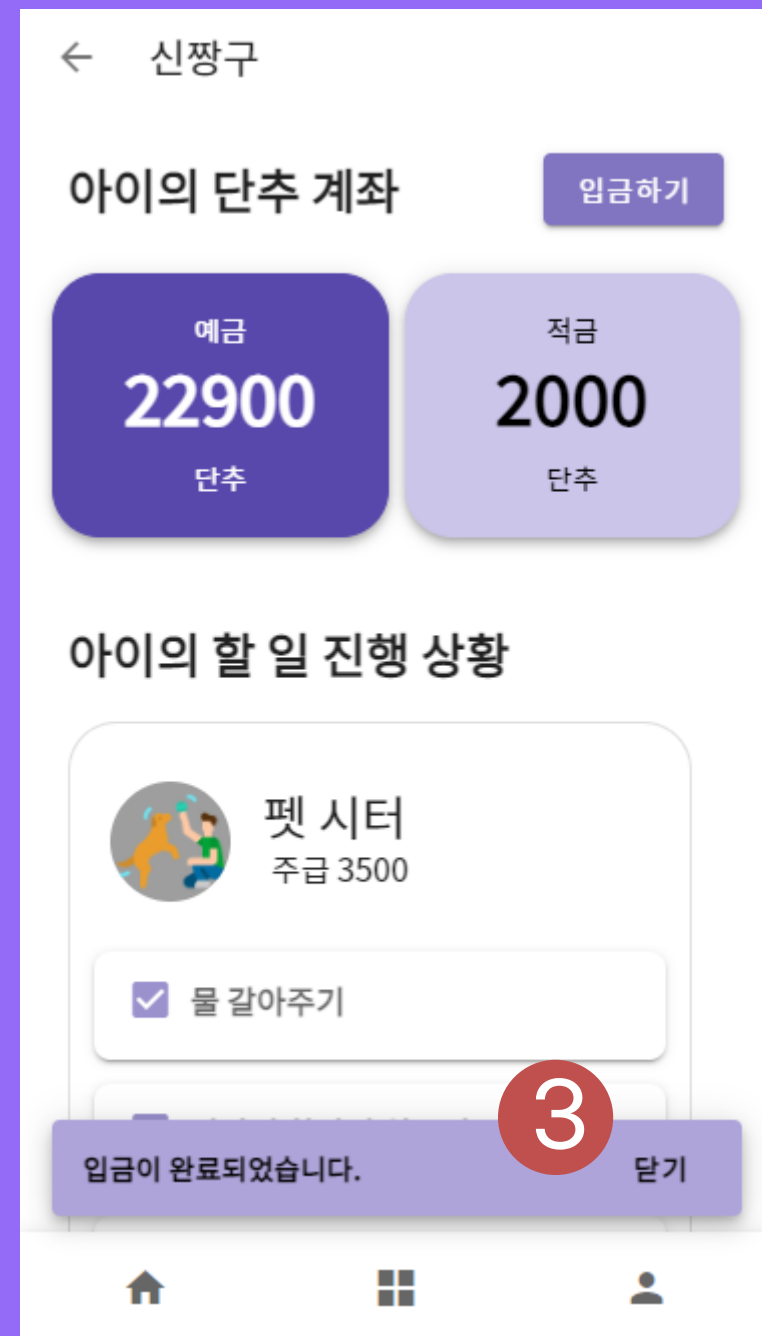 신짱구
아이의 단추 계좌
입금하기
예금
22900
단추
적금
2000
단추
아이의 할 일 진행 상황
펫 시터
주급 3500
물 갈아주기
3
입금이 완료되었습니다.
닫기